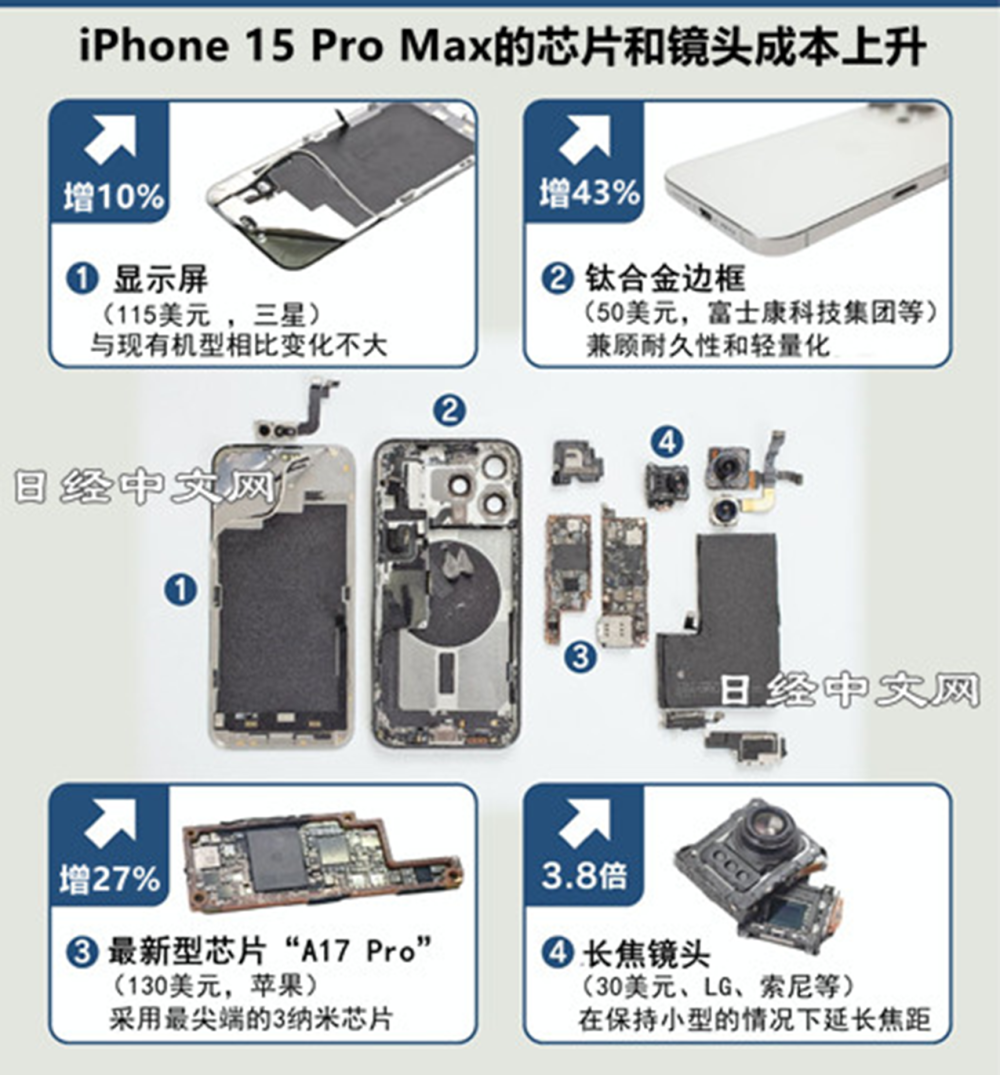 iPhone 15 Pro Max的芯片和镜头成本上升
增10%
① 显示屏
（115美元 ，三星）
与现有机型相比变化不大
增43%
② 钛合金边框
（50美元，富士康科技集团等）
兼顾耐久性和轻量化
②
④
日经中文网
①
③
日经中文网
增27%
③ 最新型芯片“A17 Pro”
（130美元，苹果）
采用最尖端的3纳米芯片
3.8倍
④ 长焦镜头
（30美元、LG、索尼等）
在保持小型的情况下延长焦距